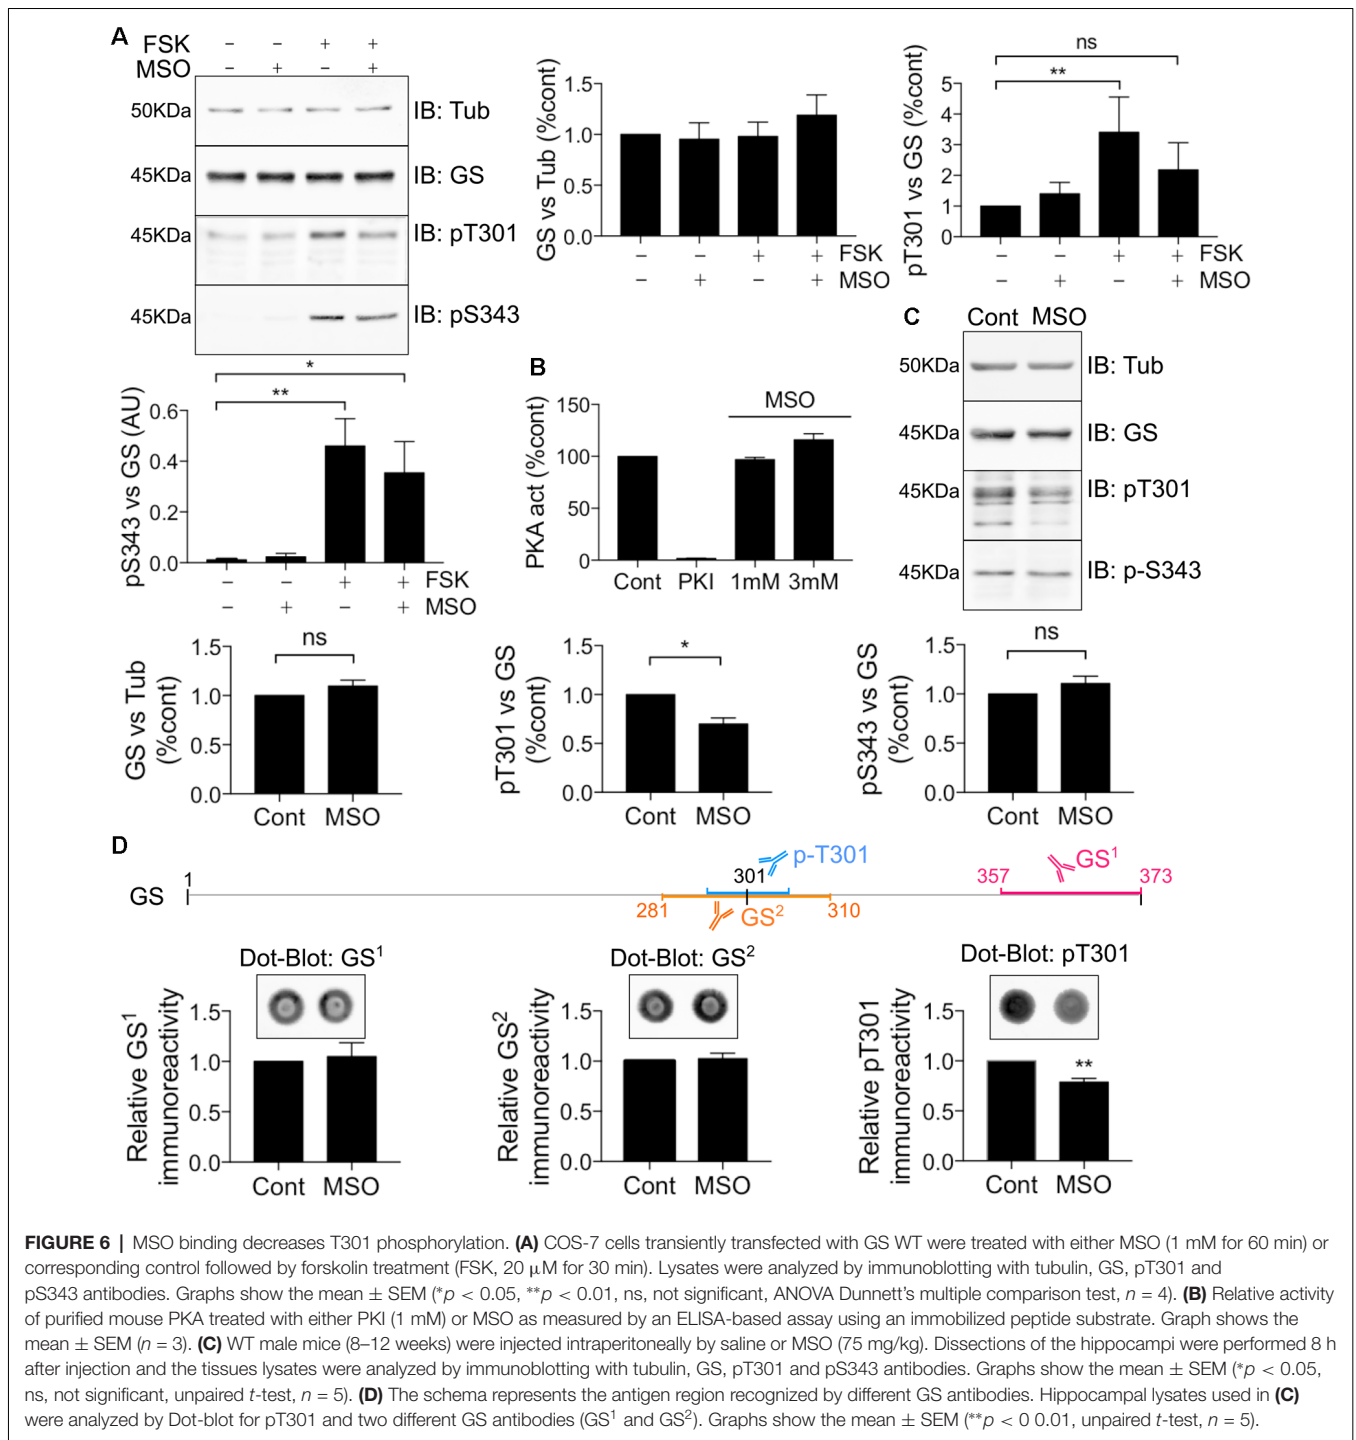 A
FSK − − + +
MSO − + − +
50KDa IB: Tub
45KDa IB: GS
45KDa IB: pT301
45KDa IB: pS343
GS vs Tub (%cont)
1.5
1.0
0.5
0.0
− − + + FSK
− + − + MSO
pT301 vs GS (%cont)
ns
**
5
4
3
2
1
0
− − + + FSK
− + − + MSO
pS343 vs GS (AU)
*
**
0.6
0.4
0.2
0.0
− − + + FSK
− + − + MSO
B
PKA act (%cont)
MSO
150
100
50
0
Cont PKI 1mM 3mM
C
Cont MSO
50KDa IB: Tub
45KDa IB: GS
45KDa IB: pT301
45KDa IB: p-S343
GS vs Tub
(%cont)
ns
1.5
1.0
0.5
0.0
Cont MSO
pT301 vs GS
(%cont)
*
1.5
1.0
0.5
0.0
Cont MSO
pS343 vs GS
(%cont)
ns
1.5
1.0
0.5
0.0
Cont MSO
D
GS 1 281 301 310 357 373
p-T301
GS²
GS¹
Dot-Blot: GS¹
Relative GS¹
immunoreactivity
1.5
1.0
0.5
0.0
Cont MSO
Dot-Blot: GS²
Relative GS²
immunoreactivity
1.5
1.0
0.5
0.0
Cont MSO
Dot-Blot: pT301
Relative pT301
immunoreactivity
**
1.5
1.0
0.5
0.0
Cont MSO
FIGURE 6 | MSO binding decreases T301 phosphorylation. (A) COS-7 cells transiently transfected with GS WT were treated with either MSO (1 mM for 60 min) or
corresponding control followed by forskolin treatment (FSK, 20 μM for 30 min). Lysates were analyzed by immunoblotting with tubulin, GS, pT301 and
pS343 antibodies. Graphs show the mean ± SEM (*p < 0.05, **p < 0.01, ns, not significant, ANOVA Dunnett's multiple comparison test, n = 4). (B) Relative activity
of purified mouse PKA treated with either PKI (1 mM) or MSO as measured by an ELISA-based assay using an immobilized peptide substrate. Graph shows the
mean ± SEM (n = 3). (C) WT male mice (8–12 weeks) were injected intraperitoneally by saline or MSO (75 mg/kg). Dissections of the hippocampi were performed 8 h
after injection and the tissues lysates were analyzed by immunoblotting with tubulin, GS, pT301 and pS343 antibodies. Graphs show the mean ± SEM (*p < 0.05,
ns, not significant, unpaired t-test, n = 5). (D) The schema represents the antigen region recognized by different GS antibodies. Hippocampal lysates used in (C)
were analyzed by Dot-blot for pT301 and two different GS antibodies (GS¹ and GS²). Graphs show the mean ± SEM (**p < 0 0.01, unpaired t-test, n = 5).